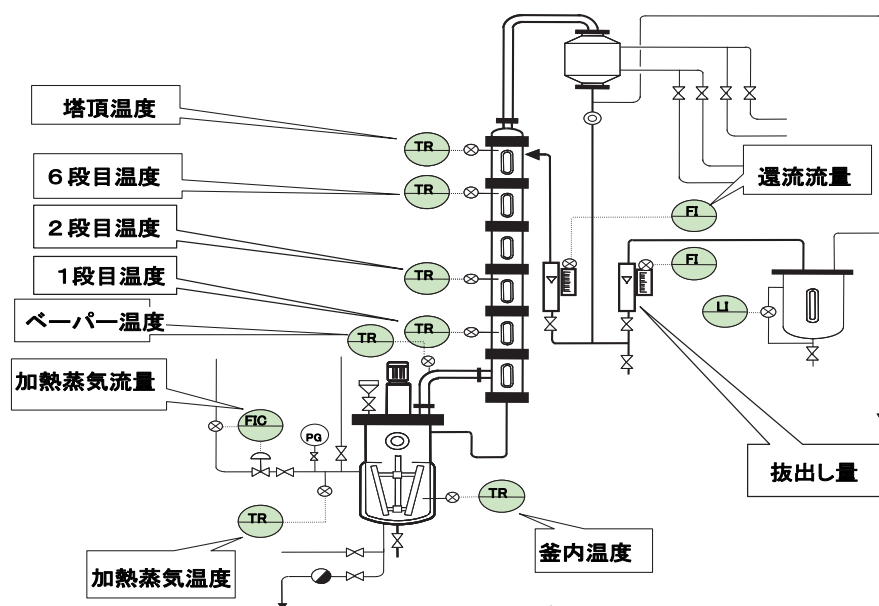 塔頂温度
TR
6段目温度
TR
還流流量
FI
2段目温度
TR
FI
1段目温度
LI
ベーパー温度
TR
TR
加熱蒸気流量
FIC
PG
抜出し量
TR
TR
釜内温度
加熱蒸気温度